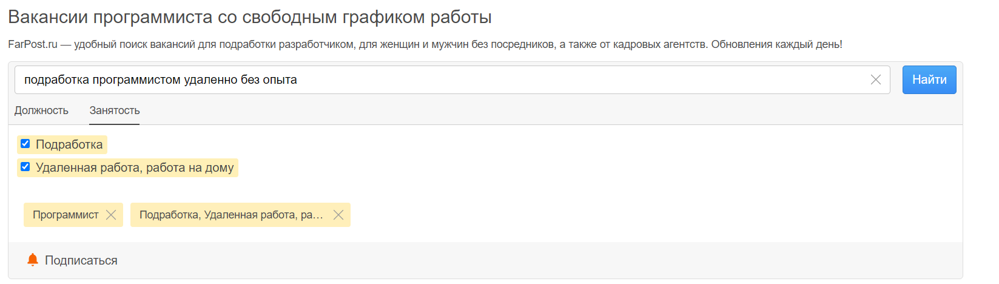 Вакансии программиста со свободным графиком работы
FarPost.ru — удобный поиск вакансий для подработки разработчиком, для женщин и мужчин без посредников, а также от кадровых агентств. Обновления каждый день!
подработка программистом удаленно без опыта
Найти
Должность Занятость
Подработка
Удаленная работа, работа на дому
Программист Подработка, Удаленная работа, ра...
Подписаться